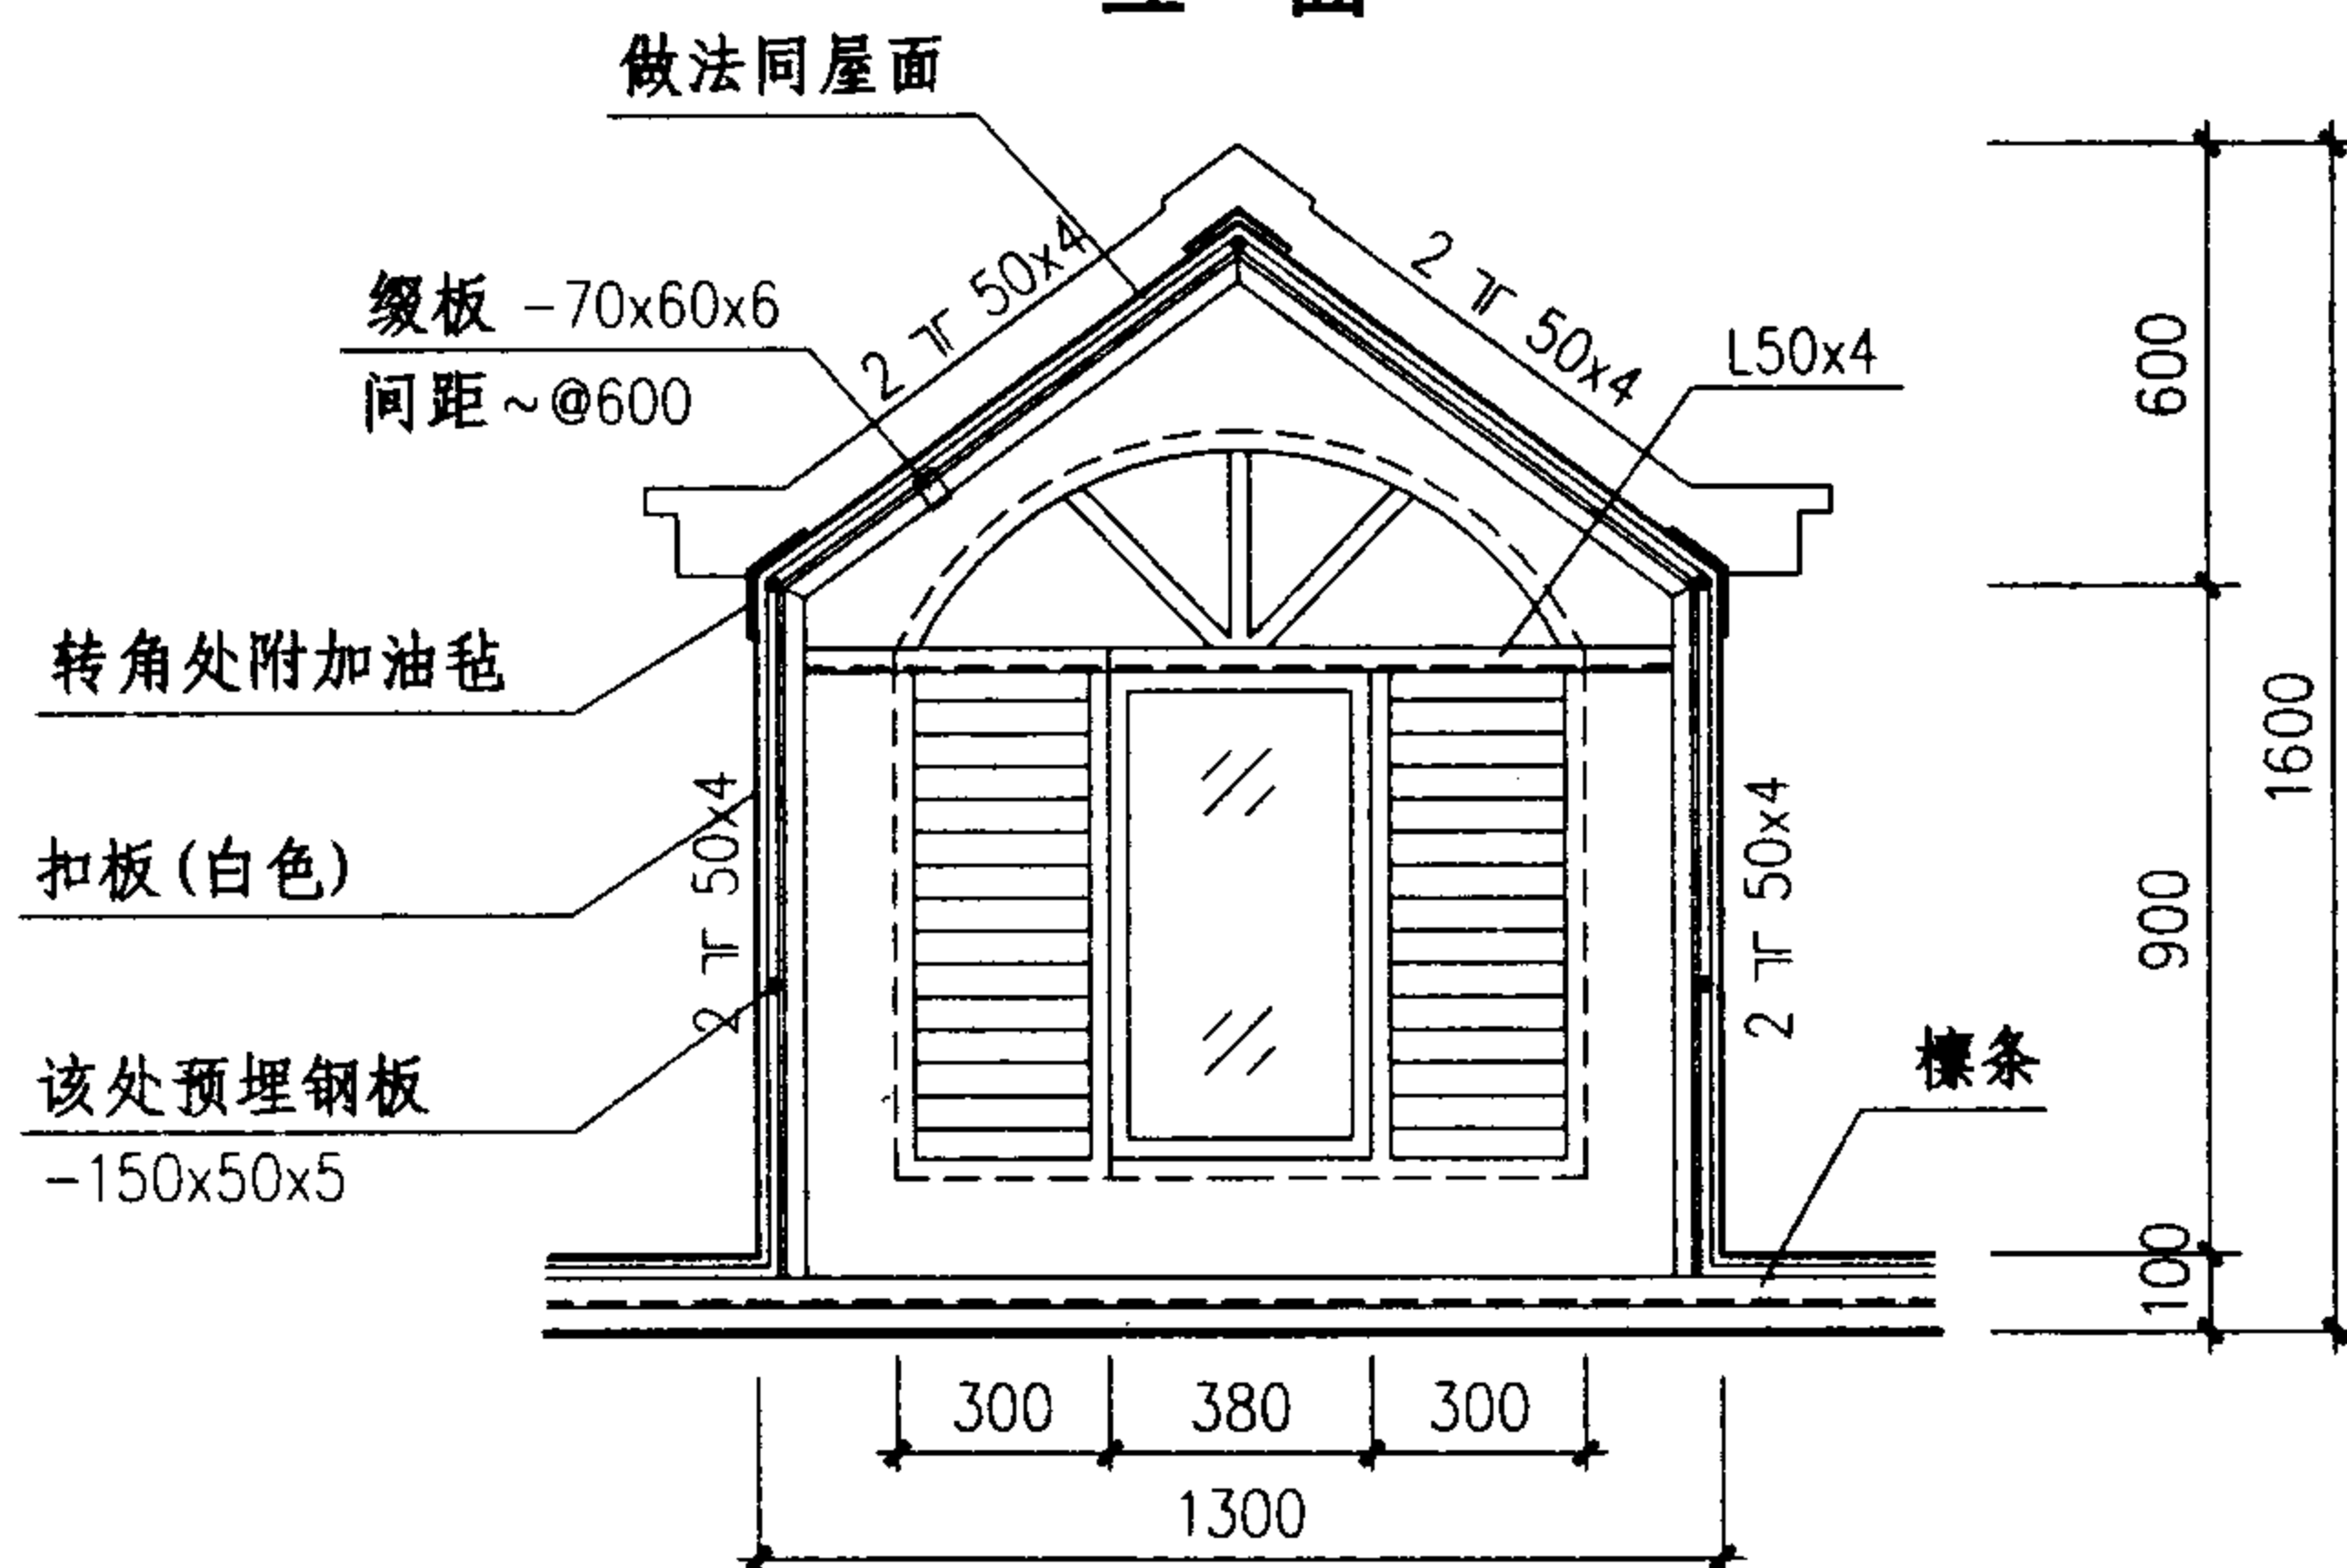 做法同屋面
缀板 -70x60x6
间距~@600
2 ╥ 50x4
2 ╥ 50x4
L50x4
转角处附加油毡
扣板(白色)
2 ╥ 50x4
2 ╥ 50x4
该处预埋钢板
-150x50x5
檩条
600
900
100
1600
300
380
300
1300